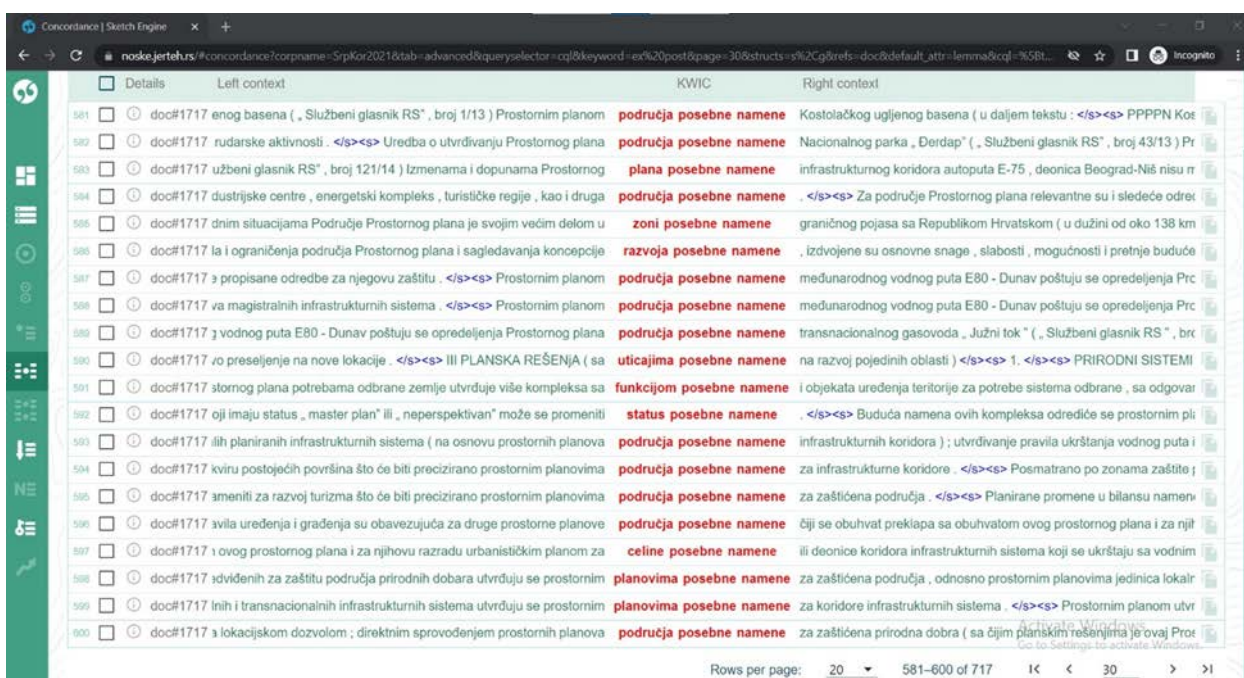 Concordance | Sketch Engine × +
noske.jerteh.rs/#concordance?corpname=SrpKor2021&tab=advanced&queryselector=cql&keyword=ex%20post&page=30&structs=s%2Cg&refs=doc&default_attr=lemma&cql=%5Bt... Incognito
Details Left context KWIC Right context
581 doc#1717 enog basena ( „ Službeni glasnik RS" , broj 1/13 ) Prostornim planom područja posebne namene Kostolačkog ugljenog basena ( u daljem tekstu : </s><s> PPPPN Kos
582 doc#1717 rudarske aktivnosti . </s><s> Uredba o utvrđivanju Prostornog plana područja posebne namene Nacionalnog parka „ Đerdap" ( „ Službeni glasnik RS" , broj 43/13 ) Pr
583 doc#1717 užbeni glasnik RS" , broj 121/14 ) Izmenama i dopunama Prostornog plana posebne namene infrastrukturnog koridora autoputa E-75 , deonica Beograd-Niš nisu m
584 doc#1717 dustrijske centre , energetski kompleks , turističke regije , kao i druga područja posebne namene . </s><s> Za područje Prostornog plana relevantne su i sledeće odred
585 doc#1717 dnim situacijama Područje Prostornog plana je svojim većim delom u zoni posebne namene graničnog pojasa sa Republikom Hrvatskom ( u dužini od oko 138 km
586 doc#1717 la i ograničenja područja Prostornog plana i sagledavanja koncepcije razvoja posebne namene , izdvojene su osnovne snage , slabosti , mogućnosti i pretnje buduće
587 doc#1717 e propisane odredbe za njegovu zaštitu . </s><s> Prostornim planom područja posebne namene međunarodnog vodnog puta E80 - Dunav poštuju se opredeljenja Prc
588 doc#1717 va magistralnih infrastrukturnih sistema . </s><s> Prostornim planom područja posebne namene međunarodnog vodnog puta E80 - Dunav poštuju se opredeljenja Prc
589 doc#1717 g vodnog puta E80 - Dunav poštuju se opredeljenja Prostornog plana područja posebne namene transnacionalnog gasovoda „ Južni tok " ( „ Službeni glasnik RS " , brc
590 doc#1717 vo preseljenje na nove lokacije . </s><s> III PLANSKA REŠENjA ( sa uticajima posebne namene na razvoj pojedinih oblasti ) </s><s> 1. </s><s> PRIRODNI SISTEMI
591 doc#1717 stornog plana potrebama odbrane zemlje utvrđuje više kompleksa sa funkcijom posebne namene i objekata uređenja teritorije za potrebe sistema odbrane , sa odgovar
592 doc#1717 oji imaju status „ master plan" ili „ neperspektivan" može se promeniti status posebne namene . </s><s> Buduća namena ovih kompleksa odrediće se prostornim pla
593 doc#1717 ılih planiranih infrastrukturnih sistema ( na osnovu prostornih planova područja posebne namene infrastrukturnih koridora ) ; utvrđivanje pravila ukrštanja vodnog puta i
594 doc#1717 kviru postojećih površina što će biti precizirano prostornim planovima područja posebne namene za infrastrukturne koridore . </s><s> Posmatrano po zonama zaštite
595 doc#1717 ameniti za razvoj turizma što će biti precizirano prostornim planovima područja posebne namene za zaštićena područja . </s><s> Planirane promene u bilansu namen
596 doc#1717 avila uređenja i građenja su obavezujuća za druge prostorne planove područja posebne namene čiji se obuhvat preklapa sa obuhvatom ovog prostornog plana i za njih
597 doc#1717 ovog prostornog plana i za njihovu razradu urbanističkim planom za celine posebne namene ili deonice koridora infrastrukturnih sistema koji se ukrštaju sa vodnim
598 doc#1717 edviđenih za zaštitu područja prirodnih dobara utvrđuju se prostornim planovima posebne namene za zaštićena područja , odnosno prostornim planovima jedinica lokalr
599 doc#1717 lnih i transnacionalnih infrastrukturnih sistema utvrđuju se prostornim planovima posebne namene za koridore infrastrukturnih sistema . </s><s> Prostornim planom utvr
600 doc#1717 a lokacijskom dozvolom ; direktnim sprovođenjem prostornih planova područja posebne namene za zaštićena prirodna dobra ( sa čijim planskim rešenjima je ovaj Pros
Activate Windows
Go to Settings to activate Windows.
Rows per page: 20 581–600 of 717 30